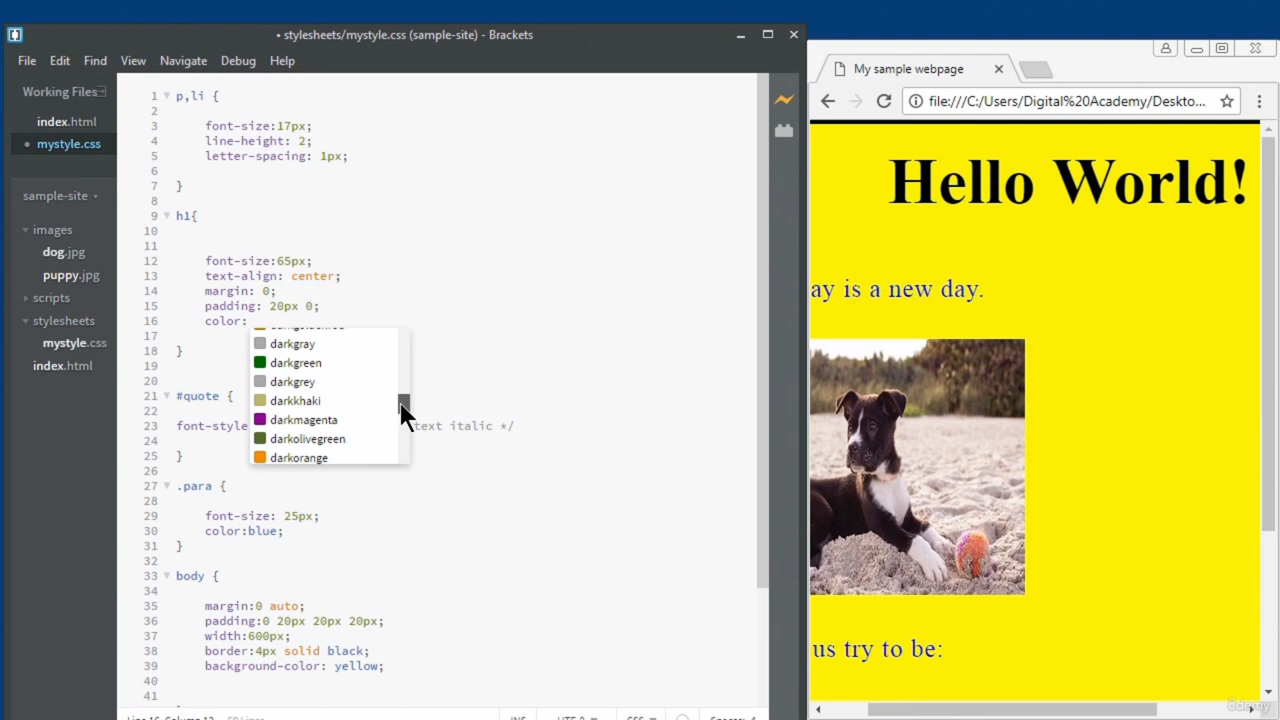 • stylesheets/mystyle.css (sample-site) - Brackets
File Edit Find View Navigate Debug Help
Working Files
index.html
• mystyle.css
sample-site
images
dog.jpg
puppy.jpg
scripts
stylesheets
mystyle.css
index.html
1 p,li {
2
3 font-size:17px;
4 line-height: 2;
5 letter-spacing: 1px;
6
7 }
8
9 h1{
10
11
12 font-size:65px;
13 text-align: center;
14 margin: 0;
15 padding: 20px 0;
16 color:
17
18 }
19
20
21 #quote {
22
23 font-style text italic */
24
25 }
26
27 .para {
28
29 font-size: 25px;
30 color:blue;
31 }
32
33 body {
34
35 margin:0 auto;
36 padding:0 20px 20px 20px;
37 width:600px;
38 border:4px solid black;
39 background-color: yellow;
40
41
darkgray
darkgreen
darkgrey
darkkhaki
darkmagenta
darkolivegreen
darkorange
My sample webpage
file:///C:/Users/Digital%20Academy/Deskto...
Hello World!
ay is a new day.
us try to be:
ûdemy